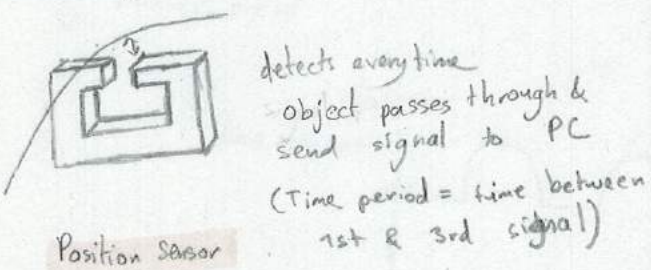 detects everytime
object passes through &
send signal to PC
(Time period = time between
1st & 3rd signal)
Position Sensor